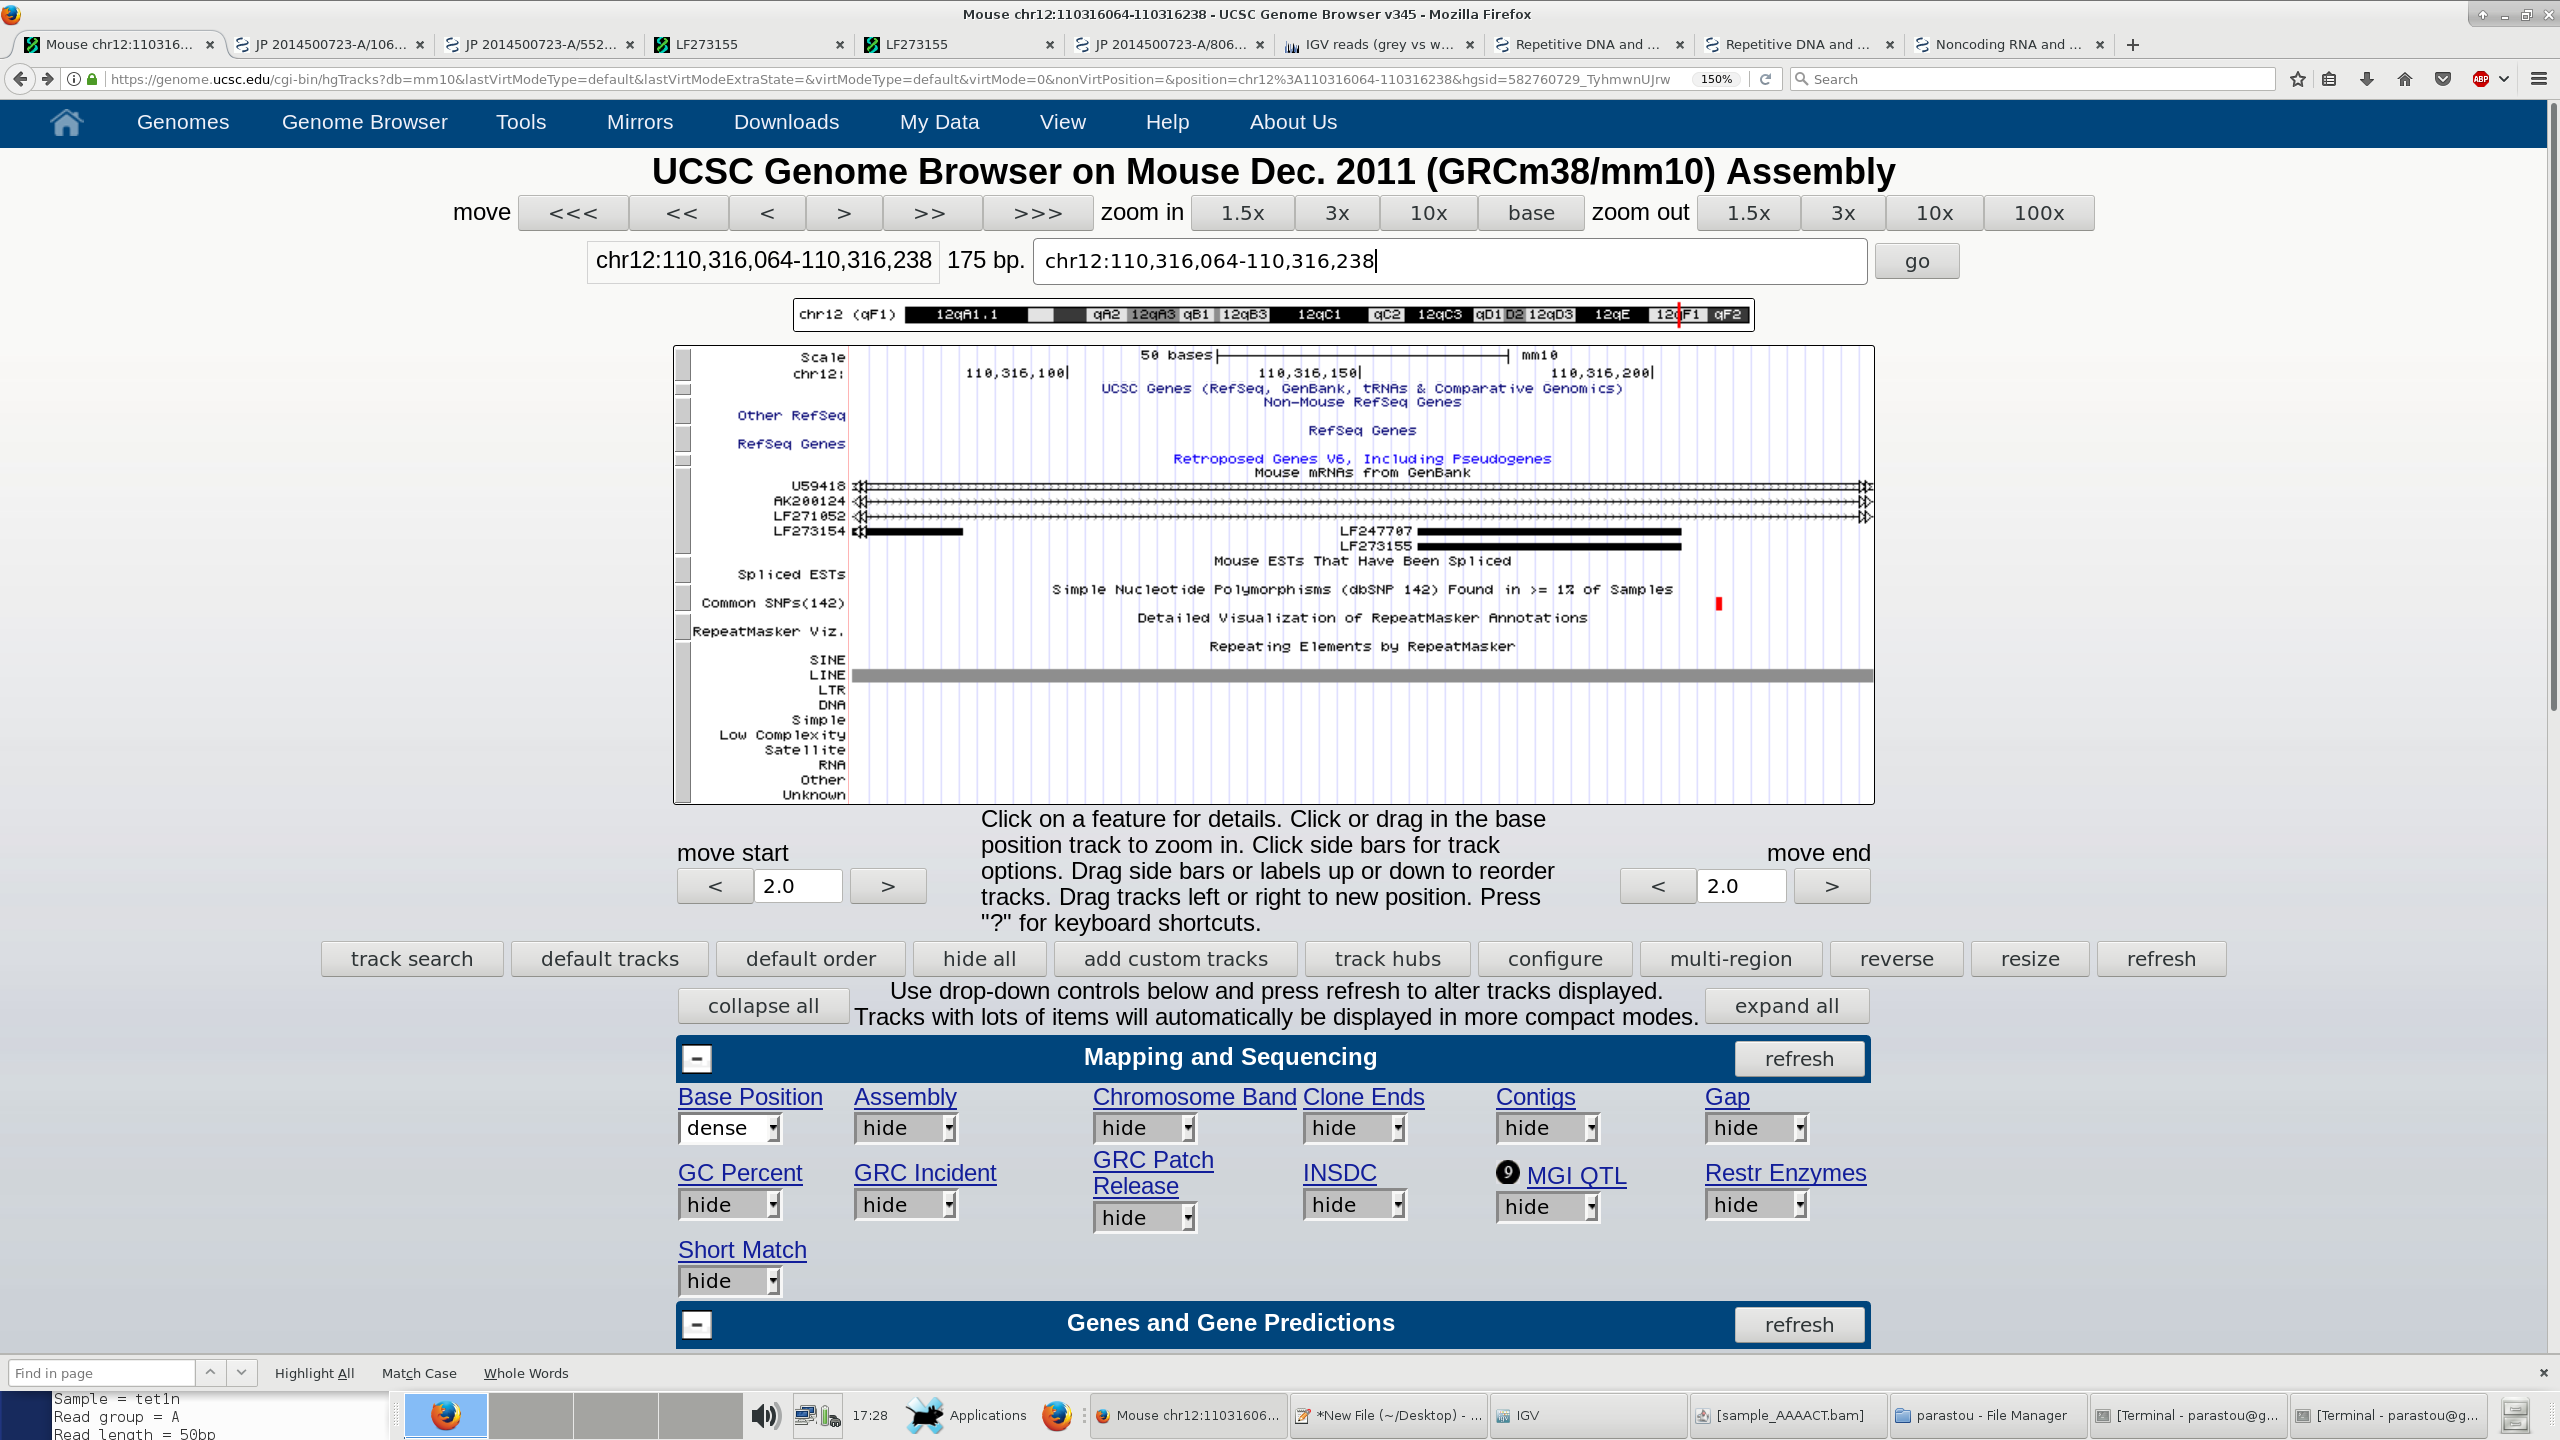 Mouse chr12:110316064-110316238 - UCSC Genome Browser v345 - Mozilla Firefox
Mouse chr12:110316... JP 2014500723-A/106... JP 2014500723-A/552... LF273155 LF273155 JP 2014500723-A/806... IGV reads (grey vs w... Repetitive DNA and ... Repetitive DNA and ... Noncoding RNA and ...
https://genome.ucsc.edu/cgi-bin/hgTracks?db=mm10&lastVirtModeType=default&lastVirtModeExtraState=&virtModeType=default&virtMode=0&nonVirtPosition=&position=chr12%3A110316064-110316238&hgsid=582760729_TyhmwnUJrw 150% Search ABP
Genomes Genome Browser Tools Mirrors Downloads My Data View Help About Us
UCSC Genome Browser on Mouse Dec. 2011 (GRCm38/mm10) Assembly
move <<< << < > >> >>> zoom in 1.5x 3x 10x base zoom out 1.5x 3x 10x 100x
chr12:110,316,064-110,316,238 175 bp. chr12:110,316,064-110,316,238 go
chr12 (qF1) 12qA1.1 qA2 12qA3 qB1 12qB3 12qC1 qC2 12qC3 qD1 D2 12qD3 12qE 12qF1 qF2
Scale 50 bases mm10
chr12: 110,316,100 110,316,150 110,316,200
UCSC Genes (RefSeq, GenBank, tRNAs & Comparative Genomics)
Non-Mouse RefSeq Genes
Other RefSeq
RefSeq Genes
RefSeq Genes
Retroposed Genes V6, Including Pseudogenes
Mouse mRNAs from GenBank
U59418
AK200124
LF271052
LF273154 LF247707
LF273155
Mouse ESTs That Have Been Spliced
Spliced ESTs
Simple Nucleotide Polymorphisms (dbSNP 142) Found in >= 1% of Samples
Common SNPs(142)
Detailed Visualization of RepeatMasker Annotations
RepeatMasker Viz.
Repeating Elements by RepeatMasker
SINE
LINE
LTR
DNA
Simple
Low Complexity
Satellite
RNA
Other
Unknown
move start
< 2.0 >
Click on a feature for details. Click or drag in the base
position track to zoom in. Click side bars for track
options. Drag side bars or labels up or down to reorder
tracks. Drag tracks left or right to new position. Press
"?" for keyboard shortcuts.
move end
< 2.0 >
track search default tracks default order hide all add custom tracks track hubs configure multi-region reverse resize refresh
collapse all
Use drop-down controls below and press refresh to alter tracks displayed.
Tracks with lots of items will automatically be displayed in more compact modes.
expand all
- Mapping and Sequencing refresh
Base Position Assembly Chromosome Band Clone Ends Contigs Gap
dense hide hide hide hide hide
GC Percent GRC Incident GRC Patch Release INSDC 9 MGI QTL Restr Enzymes
hide hide hide hide hide hide
Short Match
hide
- Genes and Gene Predictions refresh
Find in page Highlight All Match Case Whole Words
Sample = tet1n
Read group = A
Read length = 50bp
17:28 Applications Mouse chr12:11031606... *New File (~/Desktop) - ... IGV [sample_AAAACT.bam] parastou - File Manager [Terminal - parastou@g... [Terminal - parastou@g...